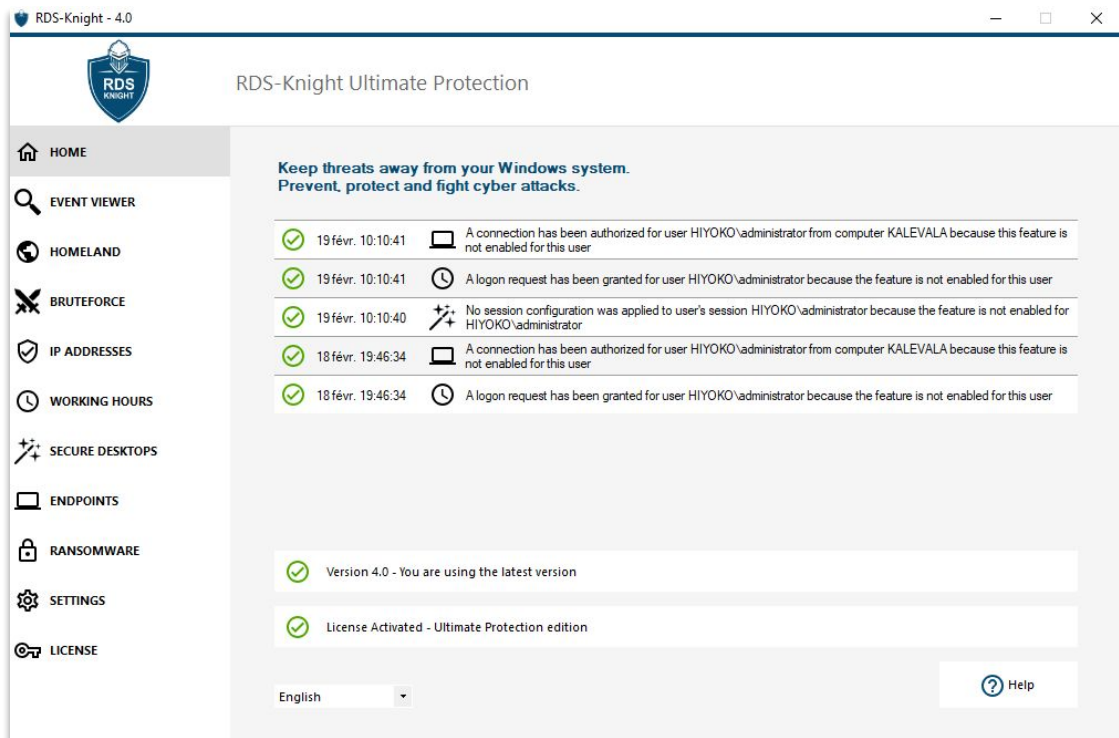 RDS-Knight - 4.0
RDS
KNIGHT
RDS-Knight Ultimate Protection
HOME
EVENT VIEWER
HOMELAND
BRUTEFORCE
IP ADDRESSES
WORKING HOURS
SECURE DESKTOPS
ENDPOINTS
RANSOMWARE
SETTINGS
LICENSE
Keep threats away from your Windows system.
Prevent, protect and fight cyber attacks.
19 févr. 10:10:41 A connection has been authorized for user HIYOKO\administrator from computer KALEVALA because this feature is
not enabled for this user
19 févr. 10:10:41 A logon request has been granted for user HIYOKO\administrator because the feature is not enabled for this user
19 févr. 10:10:40 No session configuration was applied to user's session HIYOKO\administrator because the feature is not enabled for
HIYOKO\administrator
18 févr. 19:46:34 A connection has been authorized for user HIYOKO\administrator from computer KALEVALA because this feature is
not enabled for this user
18 févr. 19:46:34 A logon request has been granted for user HIYOKO\administrator because the feature is not enabled for this user
Version 4.0 - You are using the latest version
License Activated - Ultimate Protection edition
English
Help